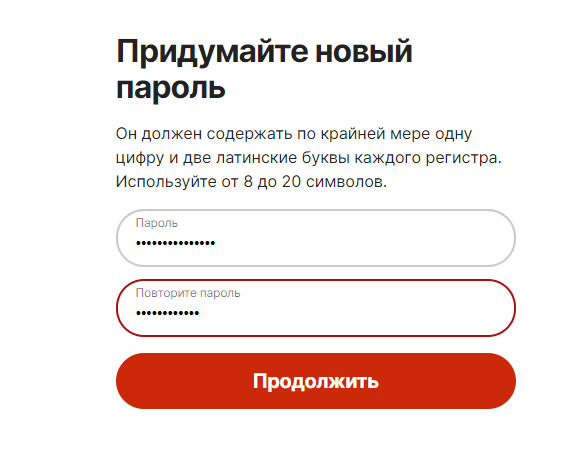 Придумайте новый
пароль
Он должен содержать по крайней мере одну
цифру и две латинские буквы каждого регистра.
Используйте от 8 до 20 символов.
Пароль
•••••••••••••••
Повторите пароль
••••••••••••
Продолжить